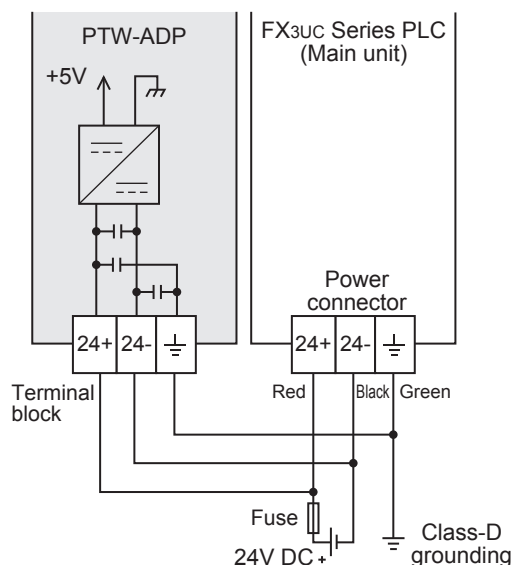 PTW-ADP
+5V
24+ 24-
Terminal
block
FX3UC Series PLC
(Main unit)
Power
connector
24+ 24-
Red Black Green
Fuse
24V DC +
Class-D
grounding